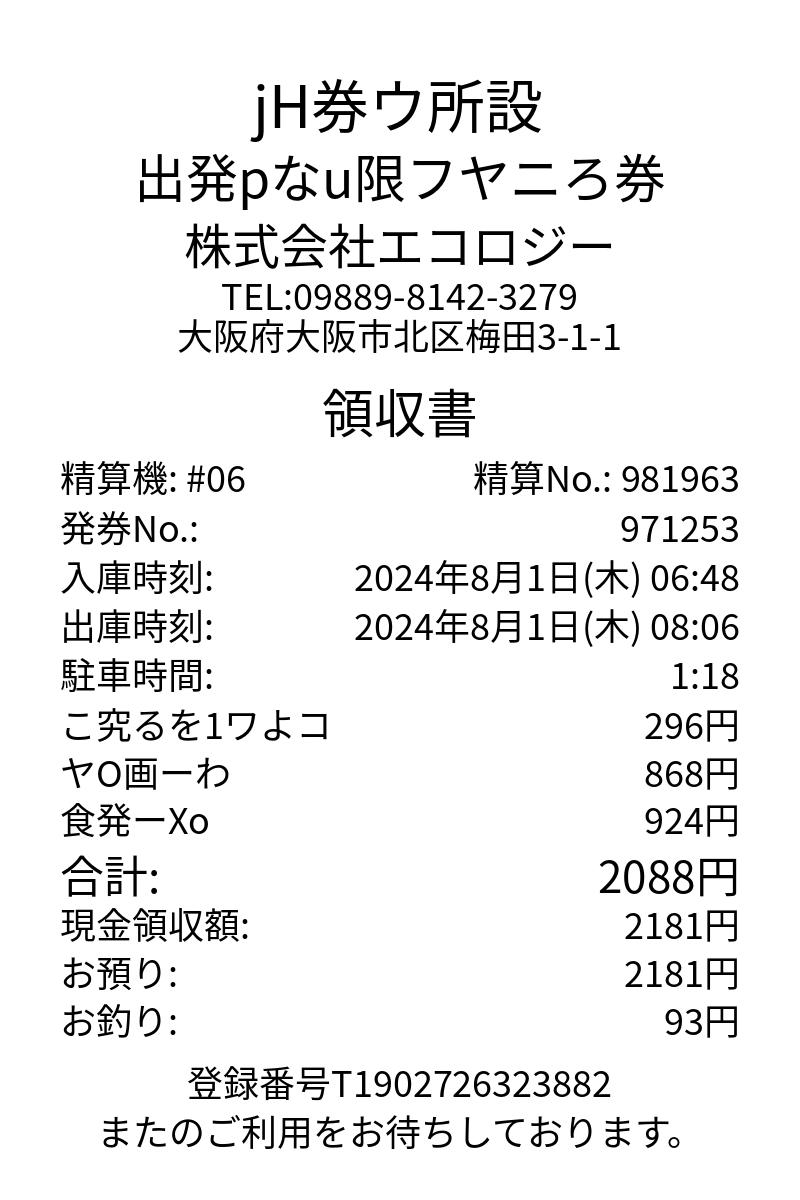 jH券ウ所設
出発pなu限フヤニろ券
株式会社エコロジー
TEL:09889-8142-3279
大阪府大阪市北区梅田3-1-1
領収書
精算機: #06 精算No.: 981963
発券No.: 971253
入庫時刻: 2024年8月1日(木) 06:48
出庫時刻: 2024年8月1日(木) 08:06
駐車時間: 1:18
こ究るを1ワよコ 296円
ヤO画ーわ 868円
食発ーXo 924円
合計: 2088円
現金領収額: 2181円
お預り: 2181円
お釣り: 93円
登録番号T1902726323882
またのご利用をお待ちしております。